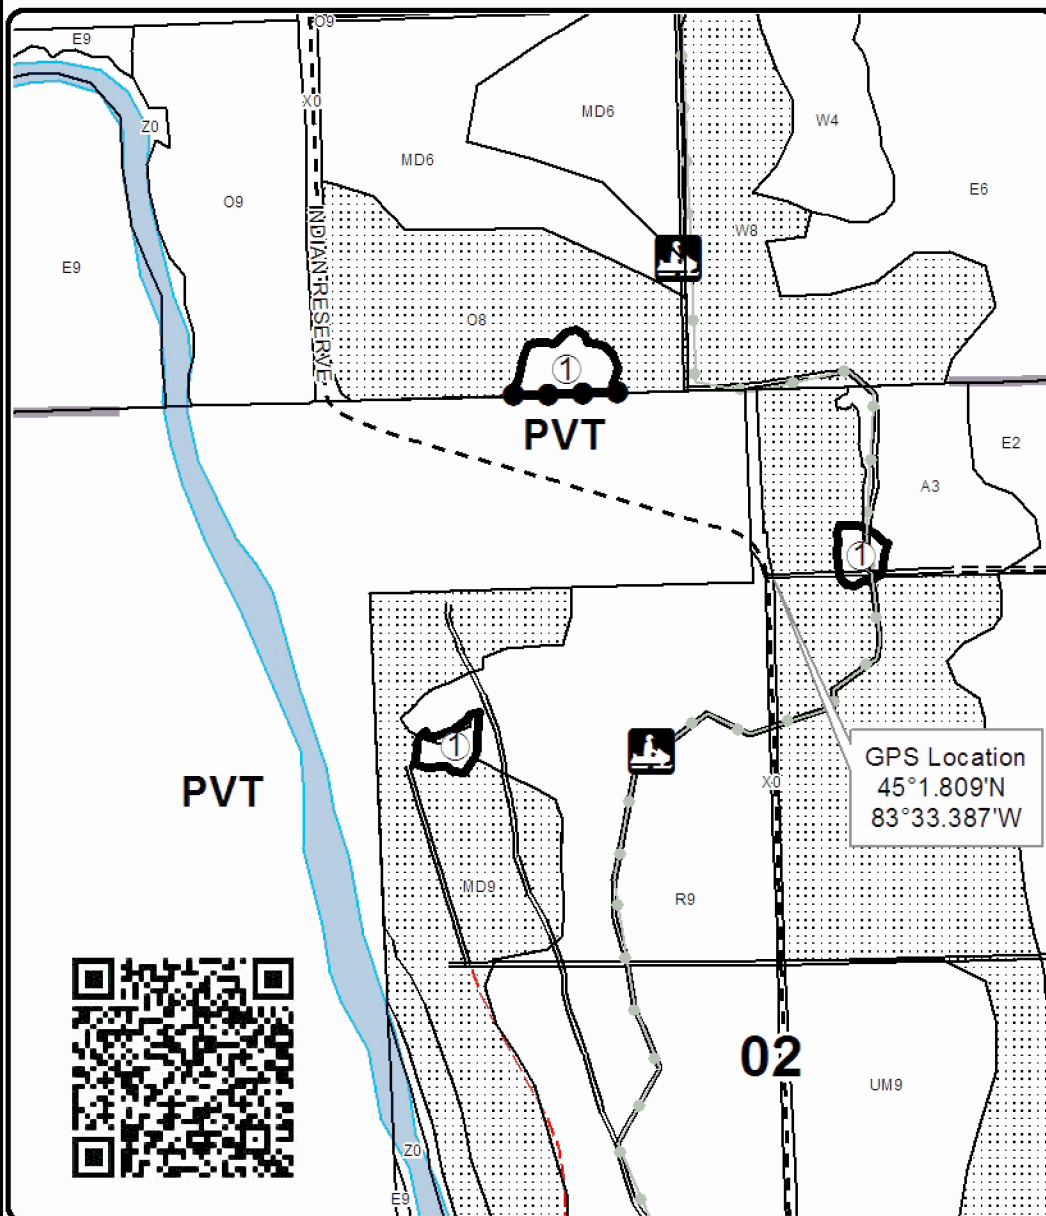 E9
O9
X0
Z0
MD6
MD6
W4
E6
O9
W8
E9
INDIAN RESERVE
O8
1
PVT
E2
A3
1
1
GPS Location
45°1.809'N
83°33.387'W
PVT
X0
MD9
R9
02
UM9
Z0
E9